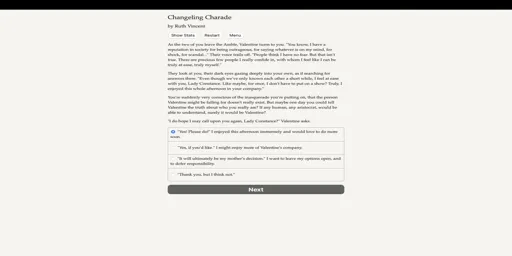 Changeling Charade
by Ruth Vincent
Show Stats Restart Menu
As the two of you leave the Amble, Valentine turns to you. "You know, I have a
reputation in society for being outrageous, for saying whatever is on my mind, for
shock, for scandal..." Their voice trails off. "People think I have no fear. But that isn't
true. There are precious few people I really confide in, with whom I feel like I can be
truly at ease, truly myself."
They look at you, their dark eyes gazing deeply into your own, as if searching for
answers there. "Even though we've only known each other a short while, I feel at ease
with you, Lady Constance. Like maybe, for once, I don't have to put on a show? Truly, I
enjoyed this whole afternoon in your company."
You're suddenly very conscious of the masquerade you're putting on, that the person
Valentine might be falling for doesn't really exist. But maybe one day you could tell
Valentine the truth about who you really are? If any human, any aristocrat, would be
able to understand, surely it would be Valentine?
"I do hope I may call upon you again, Lady Constance?" Valentine asks.
"Yes! Please do!" I enjoyed this afternoon immensely, and would love to do more
soon.
"Yes, if you'd like." I might enjoy more of Valentine's company.
"It will ultimately be my mother's decision." I want to leave my options open, and
to defer responsibility.
"Thank you, but I think not."
Next